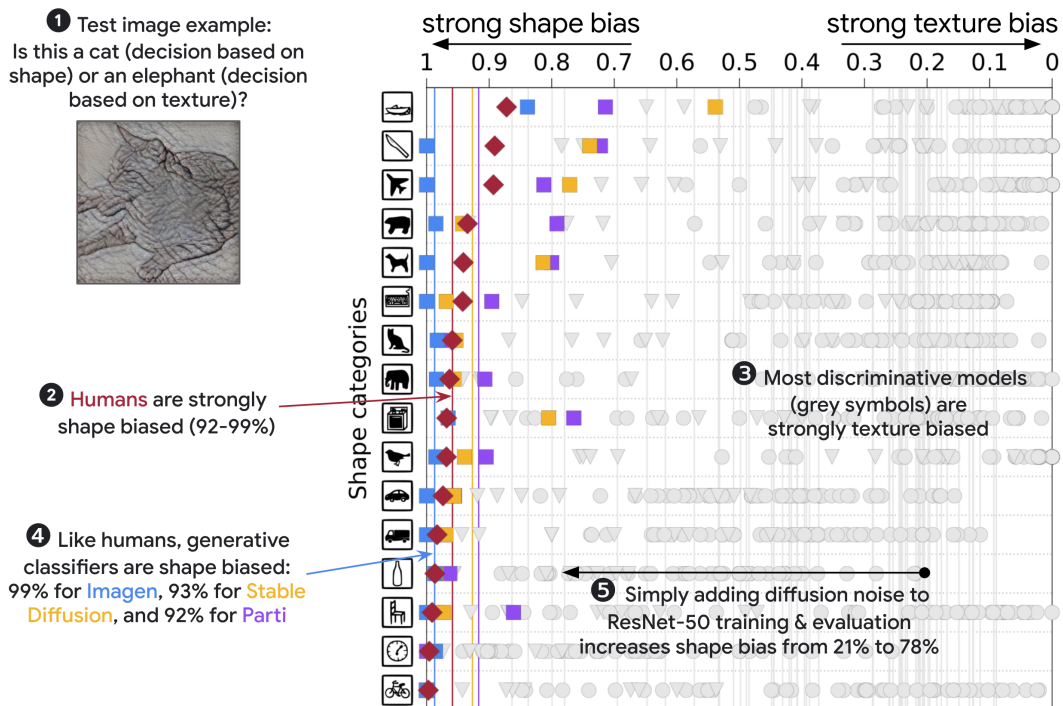 strong shape bias
strong texture bias
1 0.9 0.8 0.7 0.6 0.5 0.4 0.3 0.2 0.1 0
❶ Test image example:
Is this a cat (decision based on
shape) or an elephant (decision
based on texture)?
Shape categories
❷ Humans are strongly
shape biased (92-99%)
❸ Most discriminative models
(grey symbols) are
strongly texture biased
❹ Like humans, generative
classifiers are shape biased:
99% for Imagen, 93% for Stable
Diffusion, and 92% for Parti
❺ Simply adding diffusion noise to
ResNet-50 training & evaluation
increases shape bias from 21% to 78%